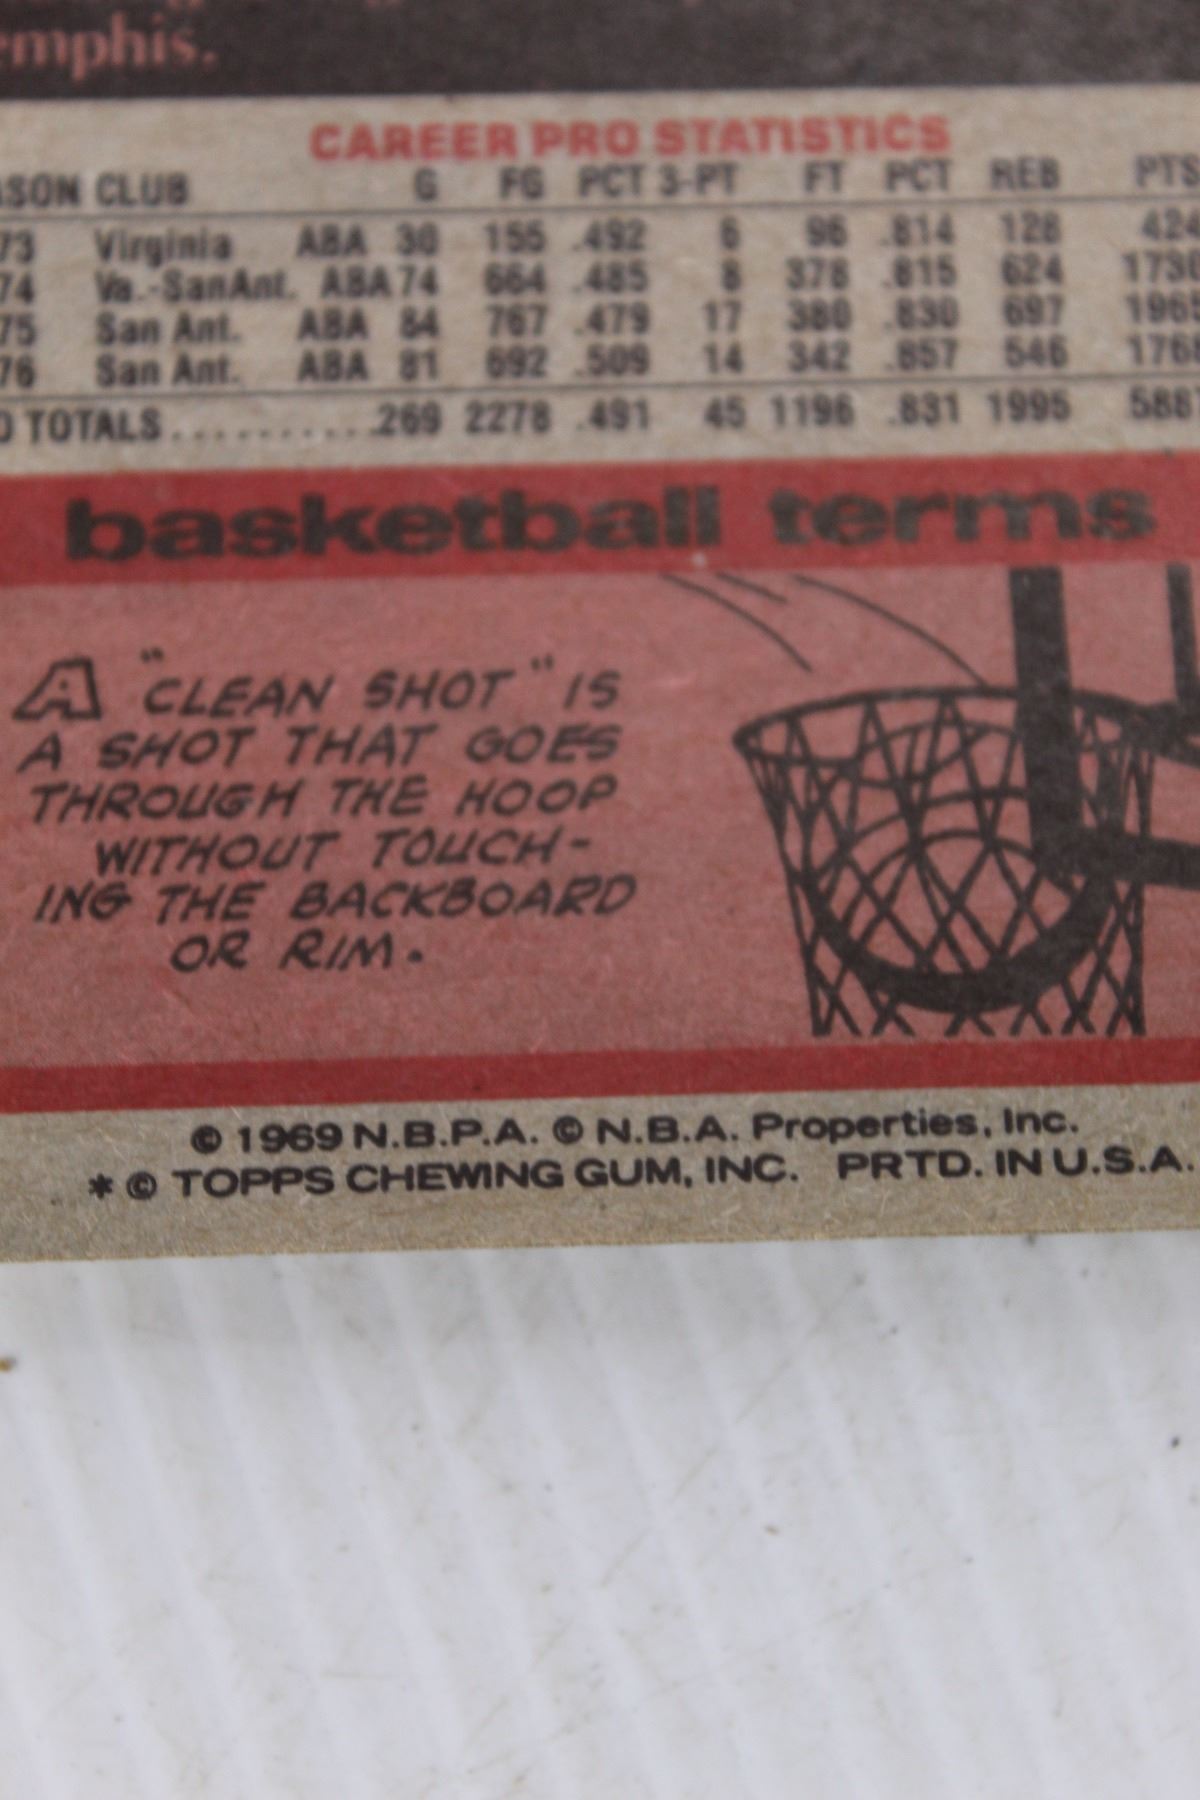 emphis.
CAREER PRO STATISTICS
ASON CLUB G FG PCT 3-PT FT PCT REB PTS
73 Virginia ABA 30 155 .492 6 96 .814 128 424
74 Va.-SanAnt. ABA 74 664 .485 8 378 .815 624 1730
75 San Ant. ABA 84 767 .479 17 380 .830 697
76 San Ant. ABA 81 692 .509 14 342 .857 546
O TOTALS...........269 2278 .491 45 1196 .831 1995 5887
basketball terms
A "CLEAN SHOT" IS
A SHOT THAT GOES
THROUGH THE HOOP
WITHOUT TOUCH-
ING THE BACKBOARD
OR RIM.
© 1969 N.B.P.A. © N.B.A. Properties, Inc.
* © TOPPS CHEWING GUM, INC. PRTD. IN U.S.A.